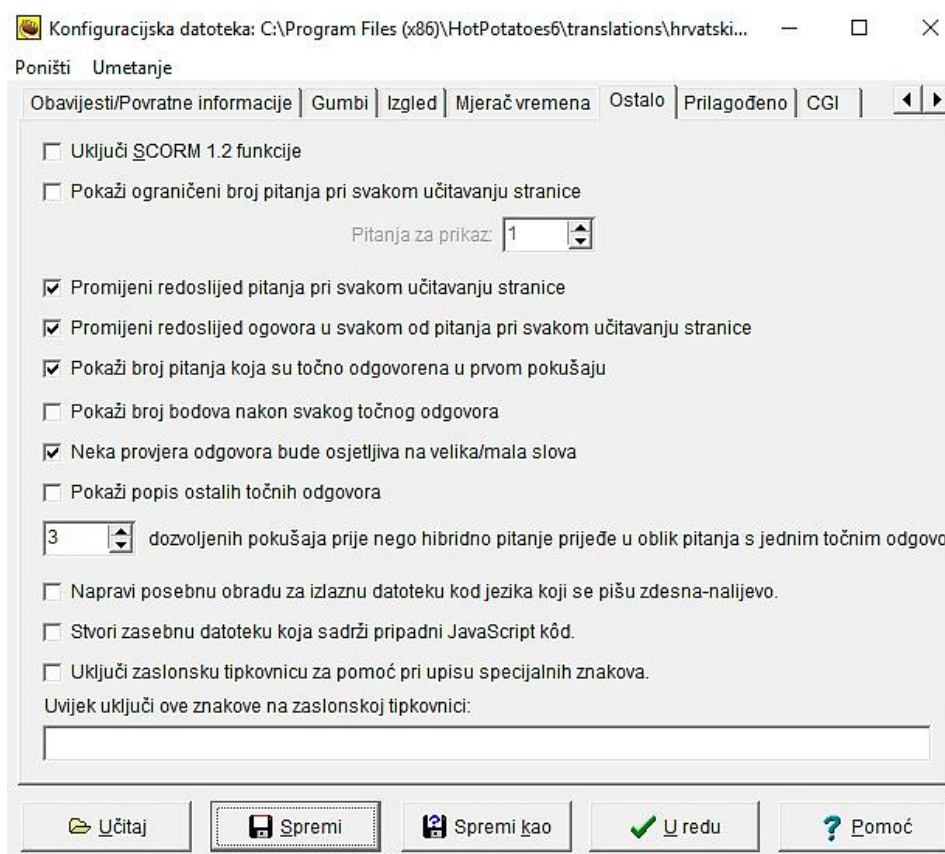 Konfiguracijska datoteka: C:\Program Files (x86)\HotPotatoes6\translations\hrvatski...
Poništi Umetanje
Obavijesti/Povratne informacije Gumbi Izgled Mjerač vremena Ostalo Prilagođeno CGI
Uključi SCORM 1.2 funkcije
Pokaži ograničeni broj pitanja pri svakom učitavanju stranice
Pitanja za prikaz: 1
Promijeni redoslijed pitanja pri svakom učitavanju stranice
Promijeni redoslijed ogovora u svakom od pitanja pri svakom učitavanju stranice
Pokaži broj pitanja koja su točno odgovorena u prvom pokušaju
Pokaži broj bodova nakon svakog točnog odgovora
Neka provjera odgovora bude osjetljiva na velika/mala slova
Pokaži popis ostalih točnih odgovora
3 dozvoljenih pokušaja prije nego hibridno pitanje prijeđe u oblik pitanja s jednim točnim odgovo
Napravi posebnu obradu za izlaznu datoteku kod jezika koji se pišu zdesna-nalijevo.
Stvori zasebnu datoteku koja sadrži pripadni JavaScript kôd.
Uključi zaslonsku tipkovnicu za pomoć pri upisu specijalnih znakova.
Uvijek uključi ove znakove na zaslonskoj tipkovnici:
Učitaj Spremi Spremi kao U redu Pomoć